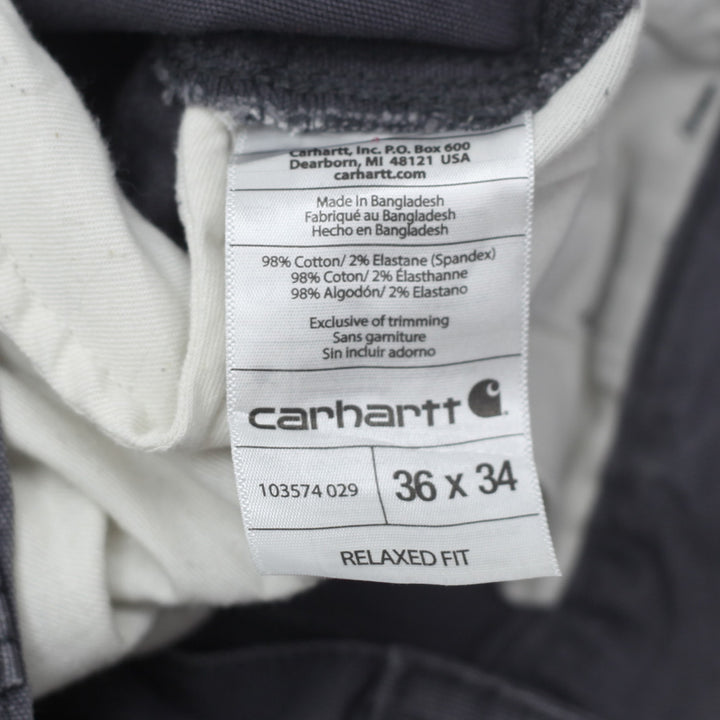 Carhartt, Inc. P.O. Box 600
Dearborn, MI 48121 USA
carhartt.com
Made in Bangladesh
Fabriqué au Bangladesh
Hecho en Bangladesh
98% Cotton/ 2% Elastane (Spandex)
98% Coton/ 2% Élasthanne
98% Algodón/ 2% Elastano
Exclusive of trimming
Sans garniture
Sin incluir adorno
carhartt
103574 029
36 x 34
RELAXED FIT